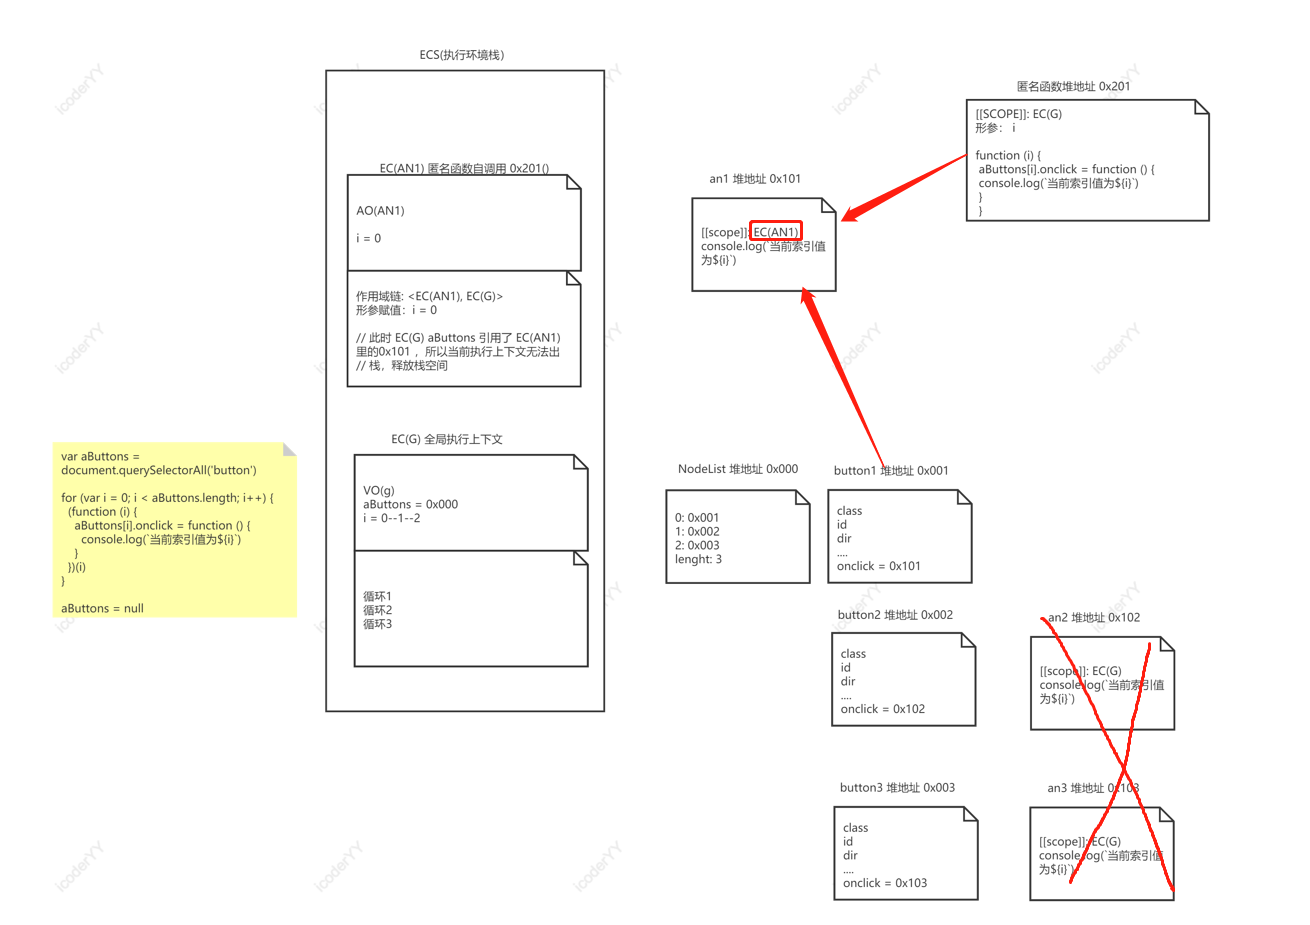 ECS(执行环境栈)
EC(AN1) 匿名函数自调用 0x201()
AO(AN1)
i = 0
作用域链: <EC(AN1), EC(G)>
形参赋值: i = 0
// 此时 EC(G) aButtons 引用了 EC(AN1)
里的0x101 ，所以当前执行上下文无法出
// 栈，释放栈空间
EC(G) 全局执行上下文
VO(g)
aButtons = 0x000
i = 0--1--2
循环1
循环2
循环3
var aButtons =
document.querySelectorAll('button')
for (var i = 0; i < aButtons.length; i++) {
(function (i) {
aButtons[i].onclick = function () {
console.log(`当前索引值为${i}`)
}
})(i)
}
aButtons = null
匿名函数堆地址 0x201
[[SCOPE]]: EC(G)
形参： i
function (i) {
aButtons[i].onclick = function () {
console.log(`当前索引值为${i}`)
}
}
an1 堆地址 0x101
[[scope]]: EC(AN1)
console.log(`当前索引值
为${i}`)
NodeList 堆地址 0x000
0: 0x001
1: 0x002
2: 0x003
lenght: 3
button1 堆地址 0x001
class
id
dir
....
onclick = 0x101
button2 堆地址 0x002
class
id
dir
....
onclick = 0x102
an2 堆地址 0x102
[[scope]]: EC(G)
console.log(`当前索引值
为${i}`)
button3 堆地址 0x003
class
id
dir
....
onclick = 0x103
an3 堆地址 0x103
[[scope]]: EC(G)
console.log(`当前索引值
为${i}`)
icoderYY
icoderYY
icoderYY
icoderYY
icoderYY
icoderYY
icoderYY
icoderYY
icoderYY
icoderYY